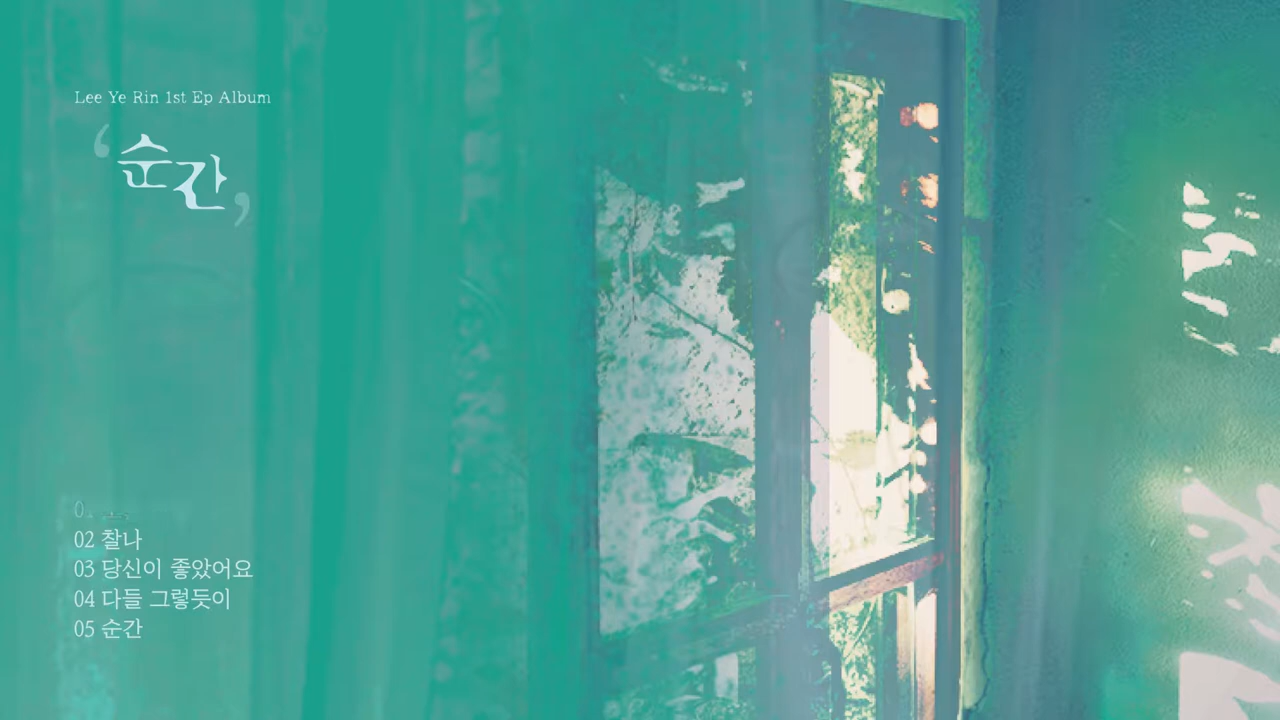 Lee Ye Rin 1st Ep Album
‘순간,
02 찰나
03 당신이 좋았어요
04 다들 그렇듯이
05 순간